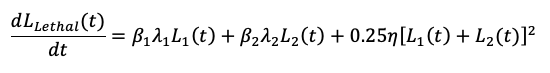 dL_Lethal(t)/dt = β₁λ₁L₁(t) + β₂λ₂L₂(t) + 0.25η[L₁(t) + L₂(t)]²